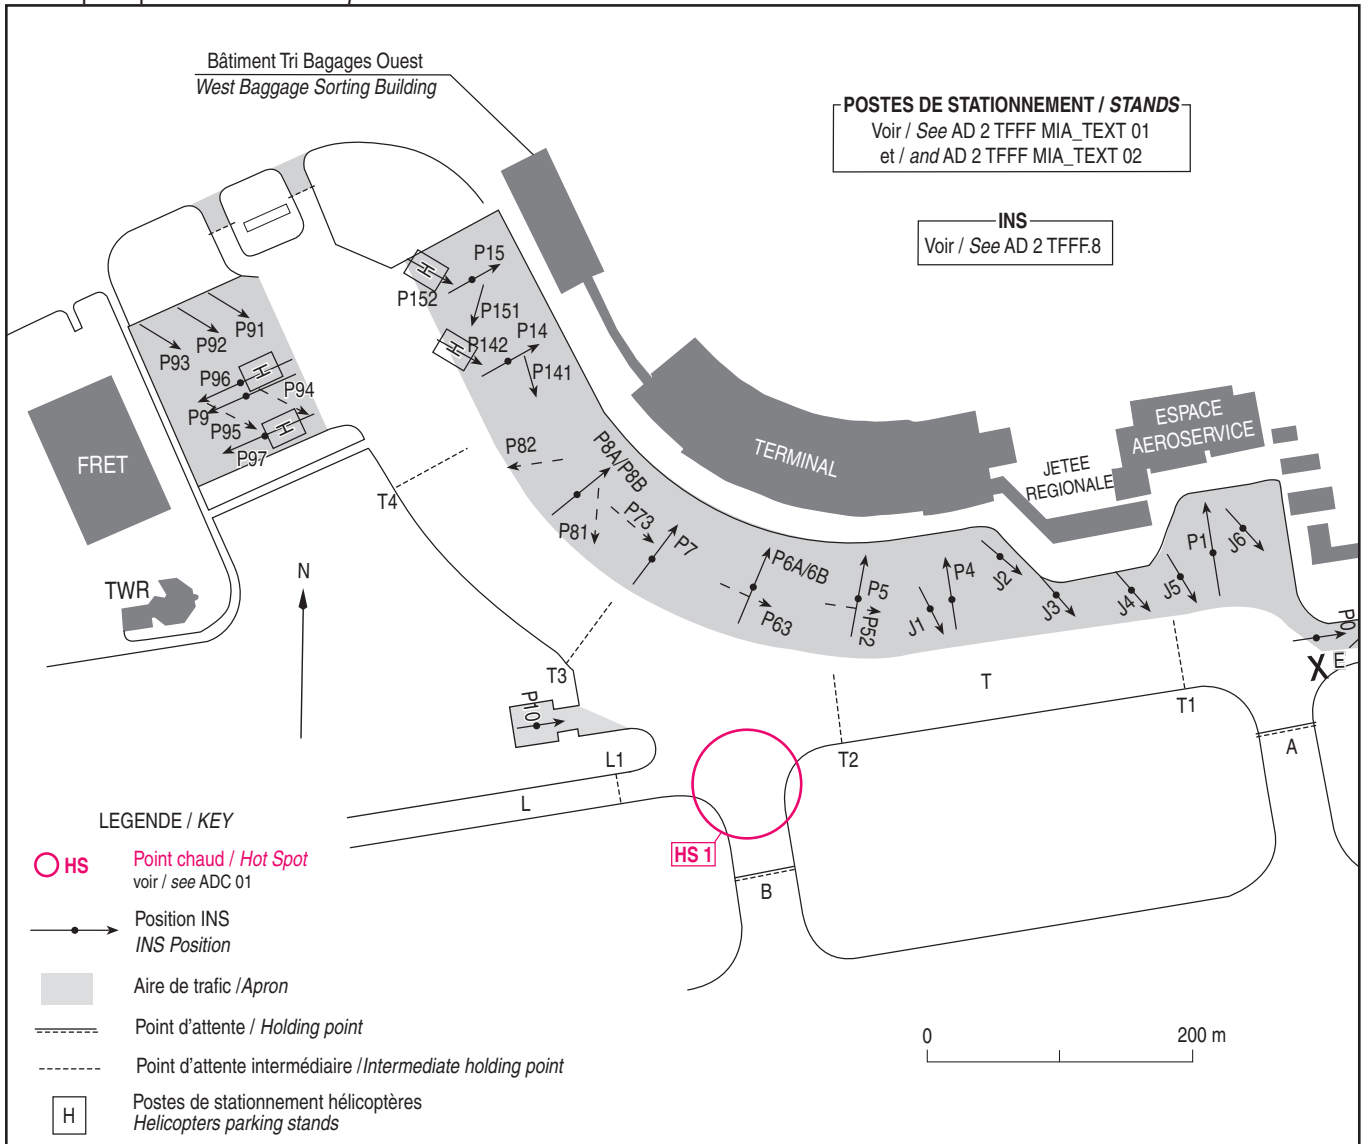 Bâtiment Tri Bagages Ouest
West Baggage Sorting Building
POSTES DE STATIONNEMENT / STANDS
Voir / See AD 2 TFFF MIA_TEXT 01
et / and AD 2 TFFF MIA_TEXT 02
INS
Voir / See AD 2 TFFF.8
P15
P152
P151
P14
P142
P141
P91
P92
P93
P96
P94
P9
P95
P97
FRET
TWR
N
T4
P82
P8A/P8B
P81
P73
P7
P6A/6B
P63
P5
P52
P4
J1
J2
J3
J4
J5
P1
J6
P0
X
E
TERMINAL
JETEE
REGIONALE
ESPACE
AEROSERVICE
T3
P10
L1
L
T
T1
T2
A
B
HS 1
LEGENDE / KEY
HS
Point chaud / Hot Spot
voir / see ADC 01
Position INS
INS Position
Aire de trafic /Apron
Point d'attente / Holding point
Point d'attente intermédiaire /Intermediate holding point
H
Postes de stationnement hélicoptères
Helicopters parking stands
0
200 m
H
H
H
H